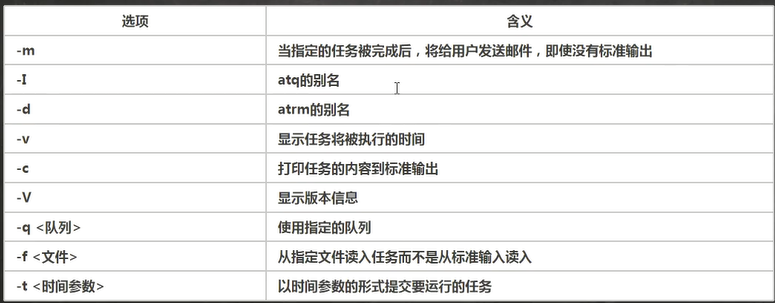 选项 含义
-m 当指定的任务被完成后，将给用户发送邮件，即使没有标准输出
-I atq的别名
-d atrm的别名
-v 显示任务将被执行的时间
-c 打印任务的内容到标准输出
-V 显示版本信息
-q <队列> 使用指定的队列
-f <文件> 从指定文件读入任务而不是从标准输入读入
-t <时间参数> 以时间参数的形式提交要运行的任务